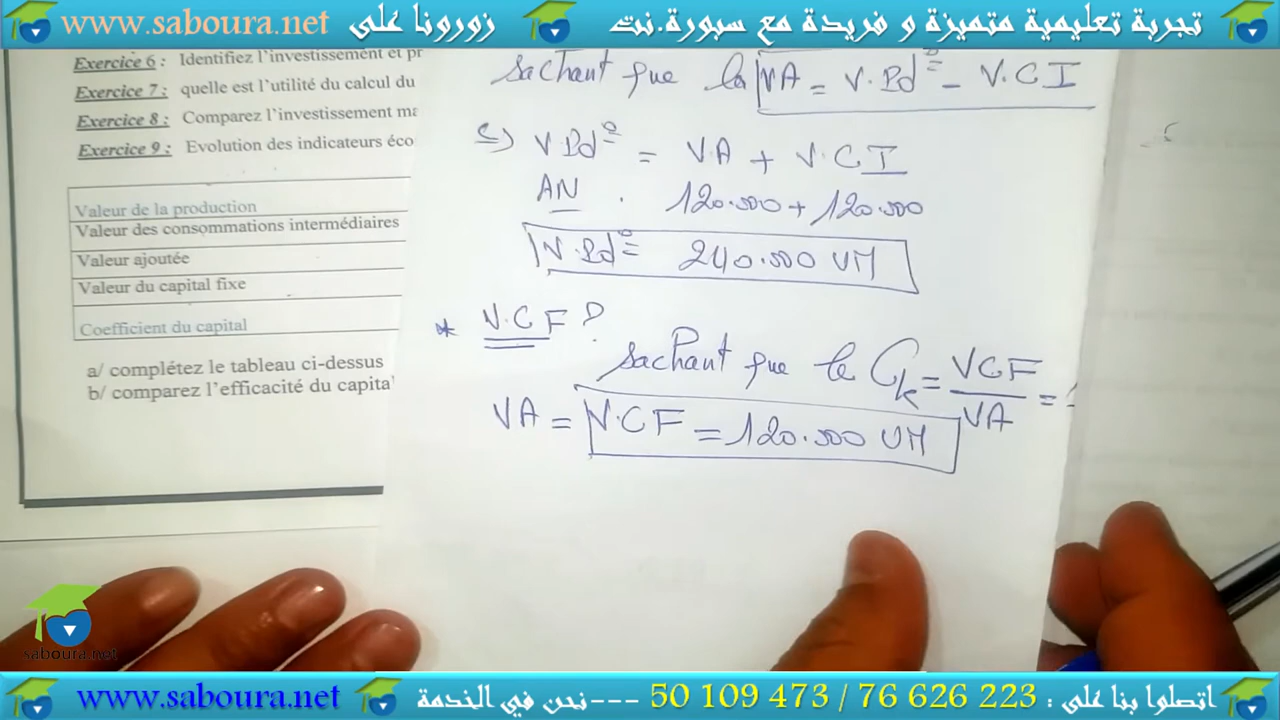 www.saboura.net زورونا على تجربة تعليمية متميزة و فريدة مع سبورة.نت
Exercice 6 : Identifiez l'investissement et pr
Exercice 7 : quelle est l'utilité du calcul du
Exercice 8 : Comparez l'investissement ma
Exercice 9 : Evolution des indicateurs éco
Valeur de la production
Valeur des consommations intermédiaires
Valeur ajoutée
Valeur du capital fixe
Coefficient du capital
a/ complétez le tableau ci-dessus
b/ comparez l'efficacité du capita
sachant que la VA = V.Pd° - V.CI
V.Pd° = V.A + V.CI
AN . 120.000 + 120.000
V.Pd° = 240.000 UM
* V.C F ?
sachant que le Ck = VCF / VA =
VA = V.CF = 120.000 UM
saboura.net
www.saboura.net اتصلوا بنا على : 223 626 76 / 473 109 50 ---نحن في الخدمة